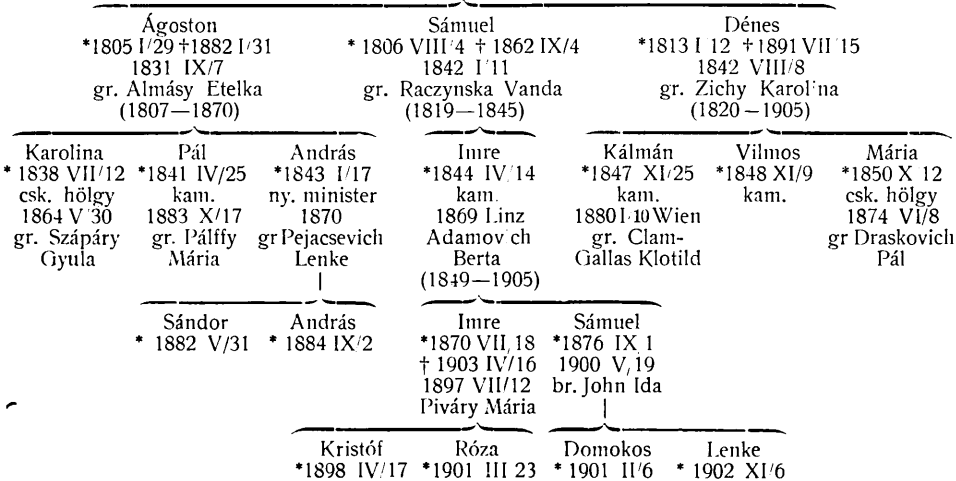 Ágoston Sámuel Dénes
*1805 I/29 †1882 I/31 * 1806 VIII/4 † 1862 IX/4 *1813 I 12 †1891 VII 15
1831 IX/7 1842 I/11 1842 VIII/8
gr. Almásy Etelka gr. Raczynska Vanda gr. Zichy Karolina
(1807—1870) (1819—1845) (1820—1905)
Karolina Pál András Imre Kálmán Vilmos Mária
* 1838 VII/12 *1841 IV/25 *1843 I/17 *1844 IV/14 *1847 XI/25 *1848 XI/9 *1850 X 12
csk. hölgy kam. ny. minister kam. kam. kam. csk. hölgy
1864 V 30 1883 X/17 1870 1869 Linz 1880 I 10 Wien 1874 VI/8
gr. Szápáry gr. Pálffy gr Pejacsevich Adamovich gr. Clam- gr Draskovich
Gyula Mária Lenke Berta Gallas Klotild Pál
(1849—1905)
Sándor András Imre Sámuel
* 1882 V/31 * 1884 IX/2 *1870 VII/18 *1876 IX 1
† 1903 IV/16 1900 V/19
1897 VII/12 br. John Ida
Piváry Mária
Kristóf Róza Domokos Lenke
*1898 IV/17 *1901 III 23 * 1901 II/6 * 1902 XI/6